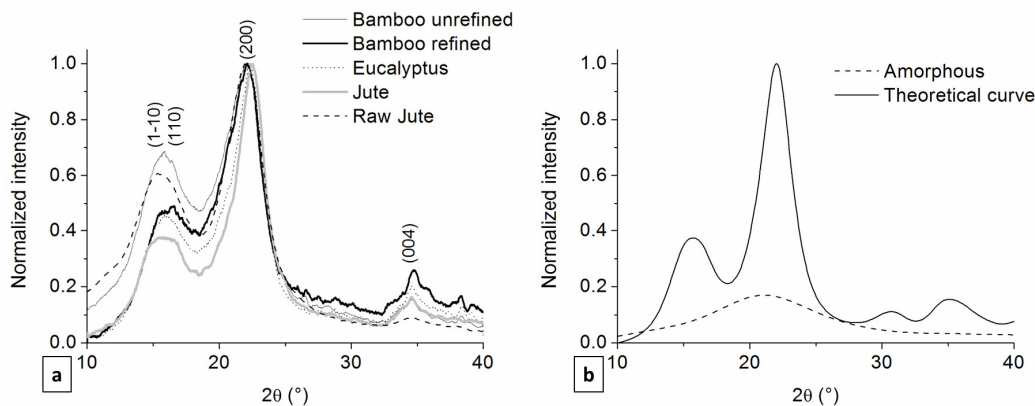 Bamboo unrefined
Bamboo refined
Eucalyptus
Jute
Raw Jute
(1-10)
(110)
(200)
(004)
Normalized intensity
1.0
0.8
0.6
0.4
0.2
0.0
10
20
30
40
2θ (°)
a
Amorphous
Theoretical curve
Normalized intensity
1.0
0.8
0.6
0.4
0.2
0.0
10
20
30
40
2θ (°)
b